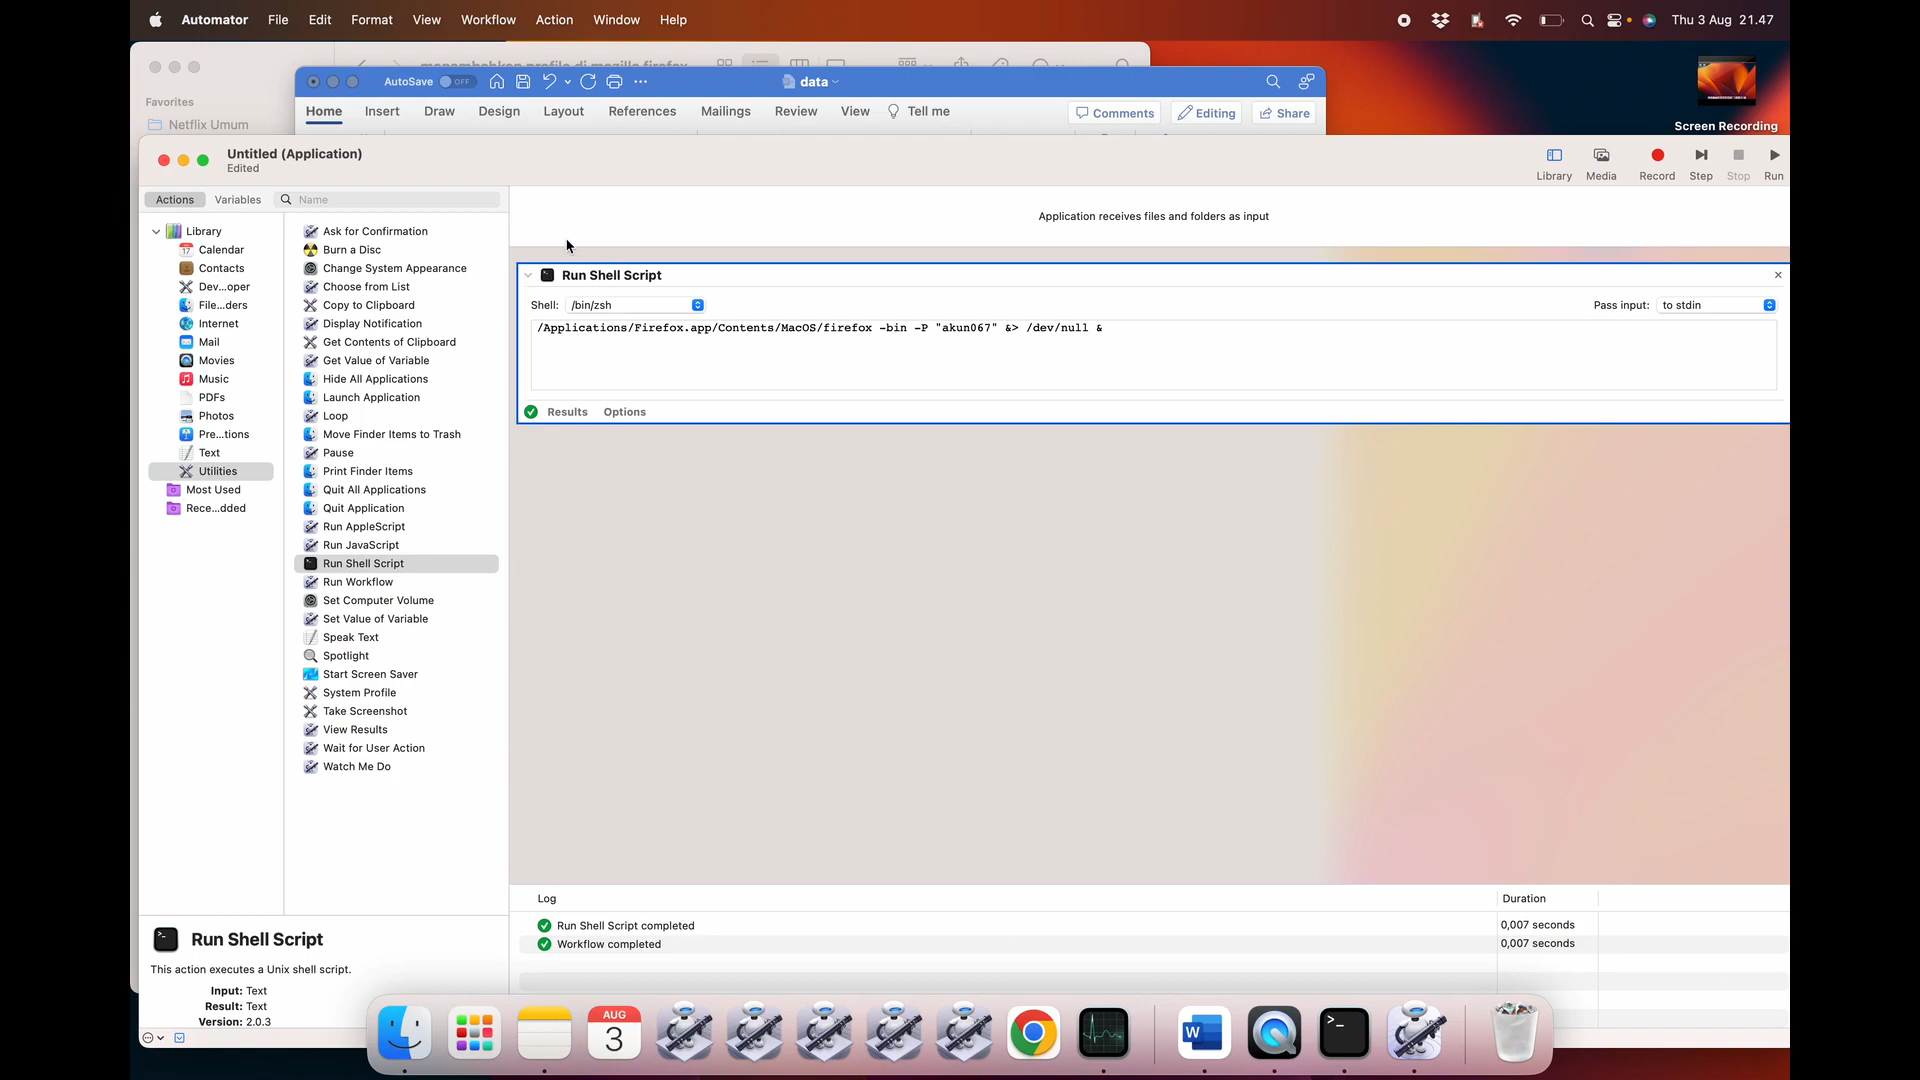 Automator File Edit Format View Workflow Action Window Help Thu 3 Aug 21.47
Favorites
Netflix Umum
AutoSave OFF data
Home Insert Draw Design Layout References Mailings Review View Tell me Comments Editing Share
Screen Recording
Untitled (Application)
Edited
Library Media Record Step Stop Run
Actions Variables Name
Application receives files and folders as input
Library
Calendar
Contacts
Dev...oper
File...ders
Internet
Mail
Movies
Music
PDFs
Photos
Pre...tions
Text
Utilities
Most Used
Rece...dded
Ask for Confirmation
Burn a Disc
Change System Appearance
Choose from List
Copy to Clipboard
Display Notification
Get Contents of Clipboard
Get Value of Variable
Hide All Applications
Launch Application
Loop
Move Finder Items to Trash
Pause
Print Finder Items
Quit All Applications
Quit Application
Run AppleScript
Run JavaScript
Run Shell Script
Run Workflow
Set Computer Volume
Set Value of Variable
Speak Text
Spotlight
Start Screen Saver
System Profile
Take Screenshot
View Results
Wait for User Action
Watch Me Do
Run Shell Script
Shell: /bin/zsh Pass input: to stdin
/Applications/Firefox.app/Contents/MacOS/firefox -bin -P "akun067" &> /dev/null &
Results Options
Log Duration
Run Shell Script completed 0,007 seconds
Workflow completed 0,007 seconds
Run Shell Script
This action executes a Unix shell script.
Input: Text
Result: Text
Version: 2.0.3
AUG
3